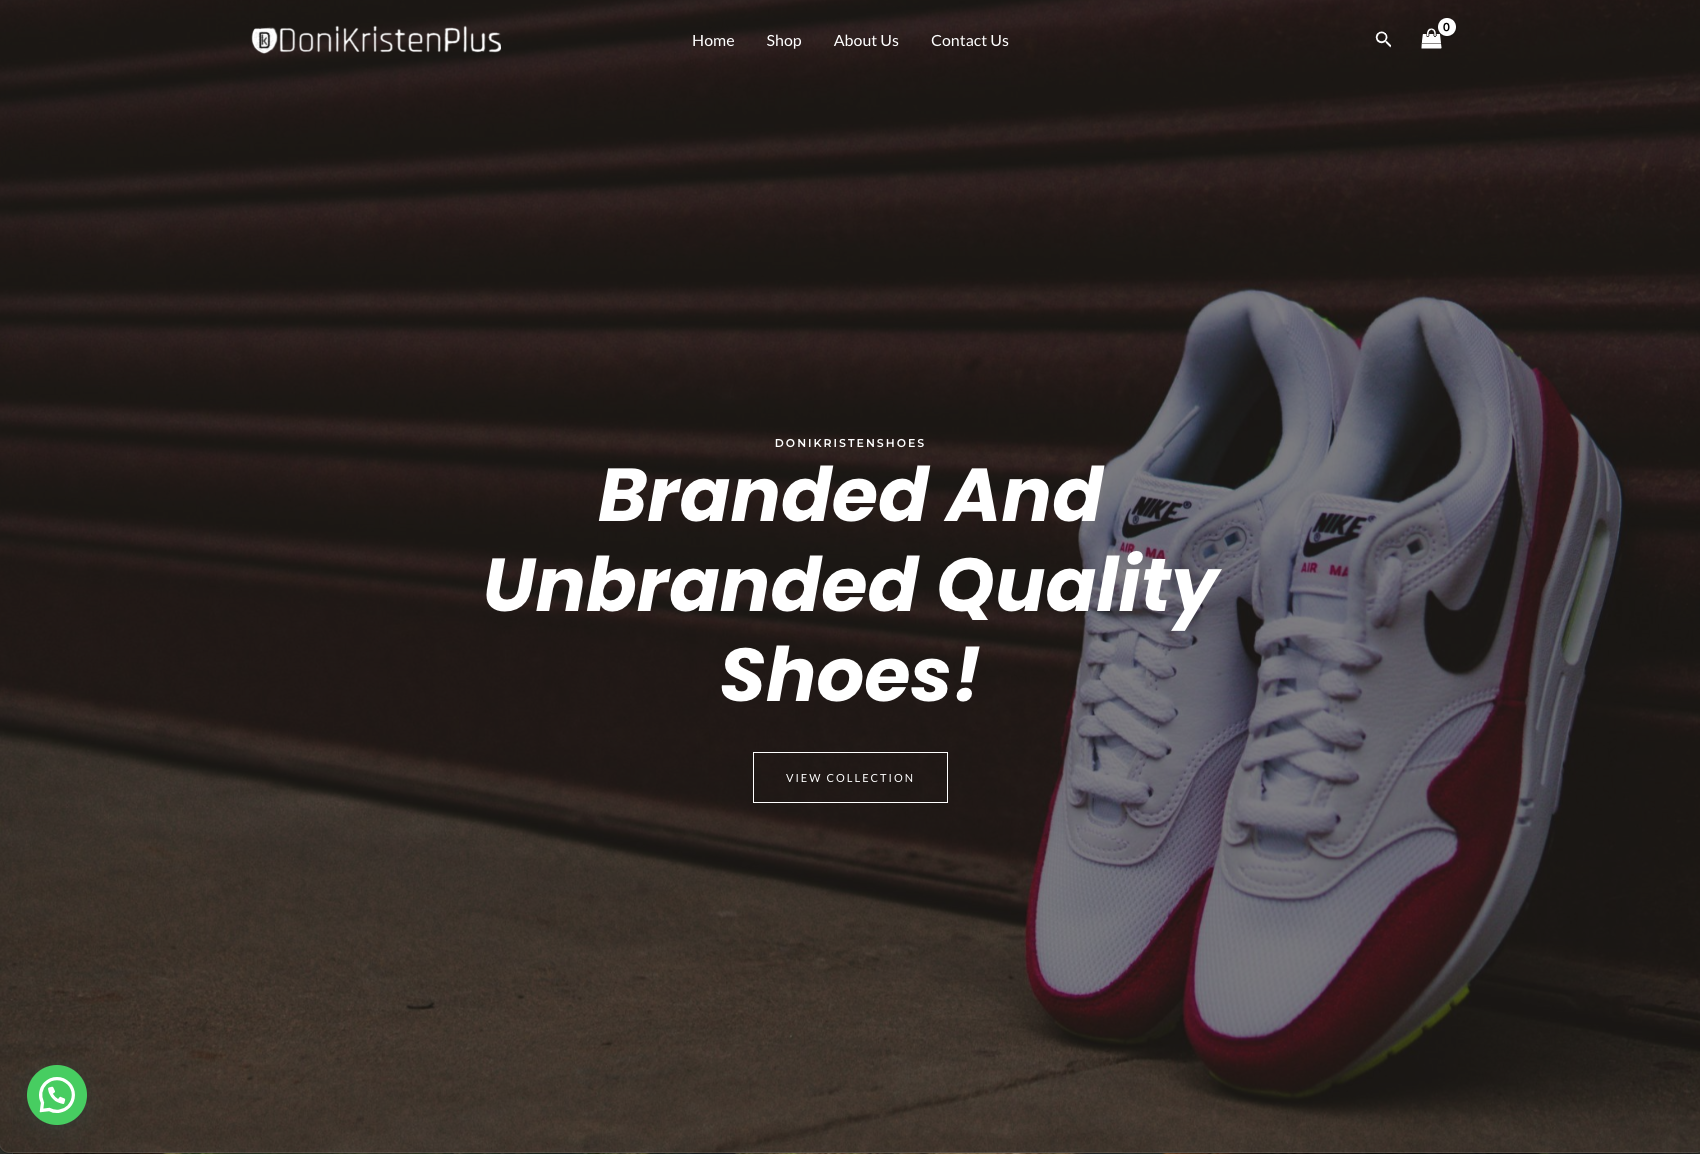 DoniKristenPlus
Home
Shop
About Us
Contact Us
0
DONIKRISTENSHOES
Branded And
Unbranded Quality
Shoes!
VIEW COLLECTION
NIKE®
AIR MA
NIKE®
AIR MA